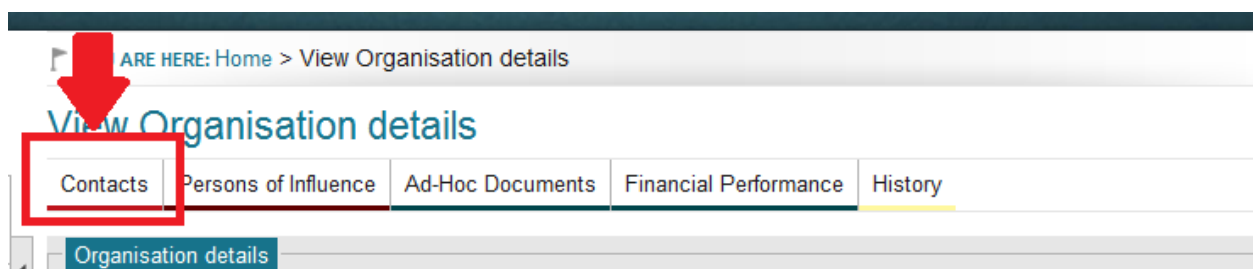 ARE HERE: Home > View Organisation details
View Organisation details
Contacts Persons of Influence Ad-Hoc Documents Financial Performance History
Organisation details